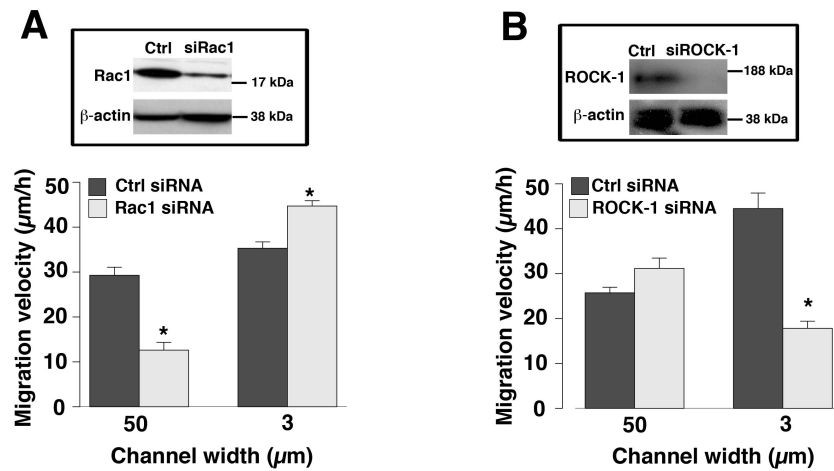 A
Ctrl siRac1
Rac1
17 kDa
β-actin
38 kDa
Migration velocity (µm/h)
50
40
30
20
10
0
Ctrl siRNA
Rac1 siRNA
*
*
50
3
Channel width (µm)
B
Ctrl siROCK-1
ROCK-1
188 kDa
β-actin
38 kDa
Migration velocity (µm/h)
50
40
30
20
10
0
Ctrl siRNA
ROCK-1 siRNA
*
50
3
Channel width (µm)